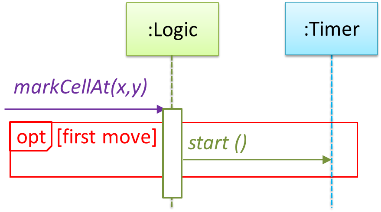 :Logic
:Timer
markCellAt(x,y)
opt [first move]
start ()